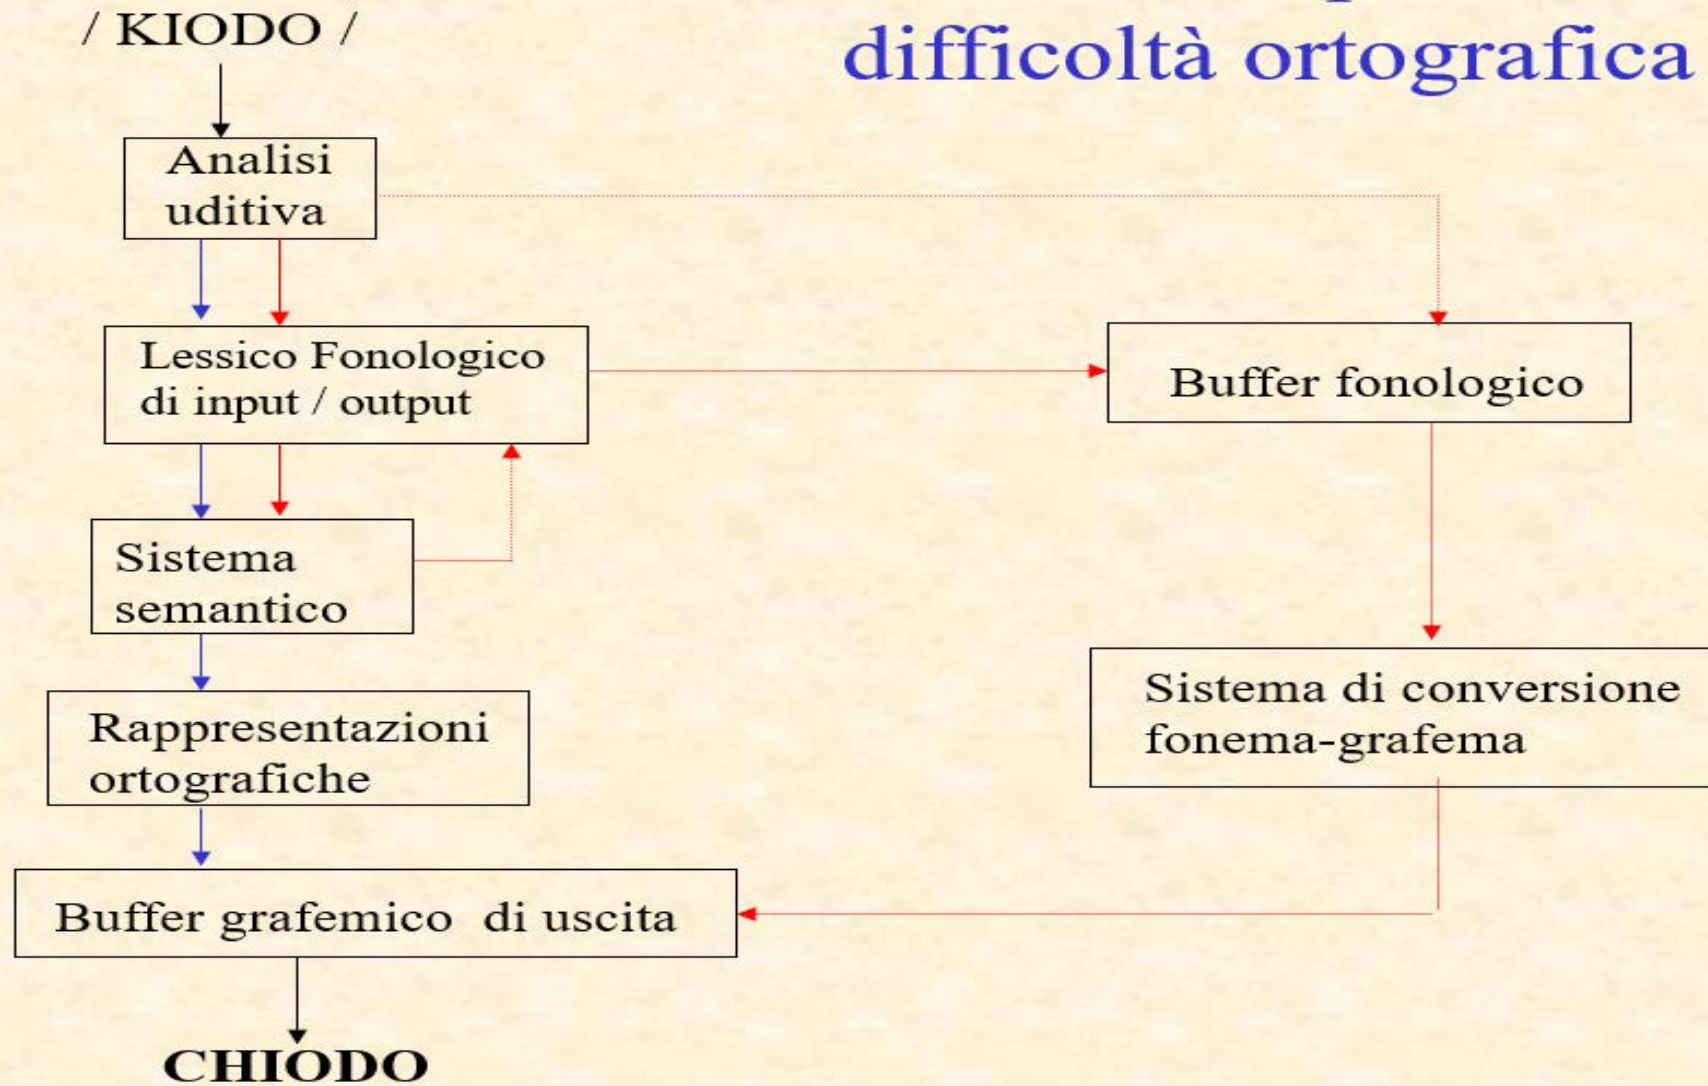 difficoltà ortografica
/ KIODO /
Analisi
uditiva
Lessico Fonologico
di input / output
Buffer fonologico
Sistema
semantico
Sistema di conversione
fonema-grafema
Rappresentazioni
ortografiche
Buffer grafemico di uscita
CHIODO